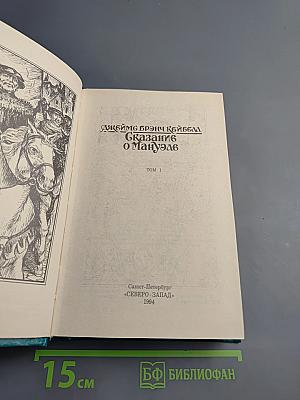 ДЖЕЙМС БРЭНЧ КЕЙБЕЛЛ
Сказание
о Мануэле
ТОМ 1
Санкт-Петербург
«СЕВЕРО-ЗАПАД»
1994
15 см
БФ БИБЛИОФАН